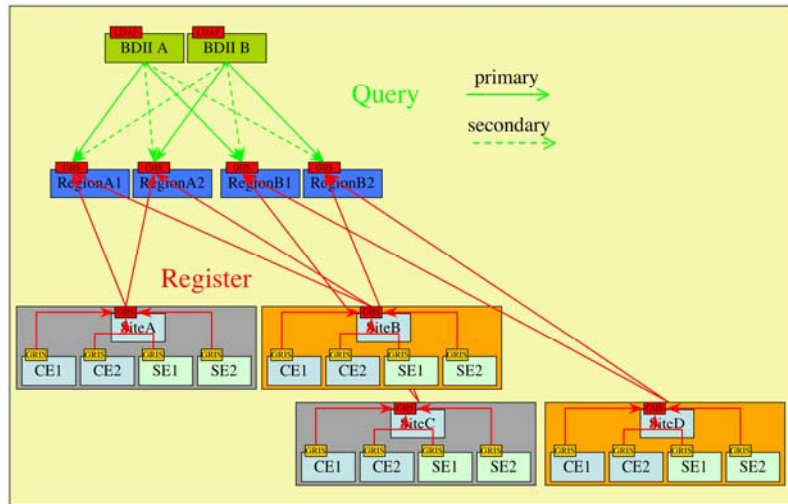 LDAP LDAP
BDII A BDII B
primary
Query
secondary
GIIS GIIS GIIS GIIS
RegionA1 RegionA2 RegionB1 RegionB2
Register
GIIS GIIS
SiteA SiteB
GRIS GRIS GRIS GRIS GRIS GRIS GRIS GRIS
CE1 CE2 SE1 SE2 CE1 CE2 SE1 SE2
GIIS GIIS
SiteC SiteD
GRIS GRIS GRIS GRIS GRIS GRIS GRIS GRIS
CE1 CE2 SE1 SE2 CE1 CE2 SE1 SE2